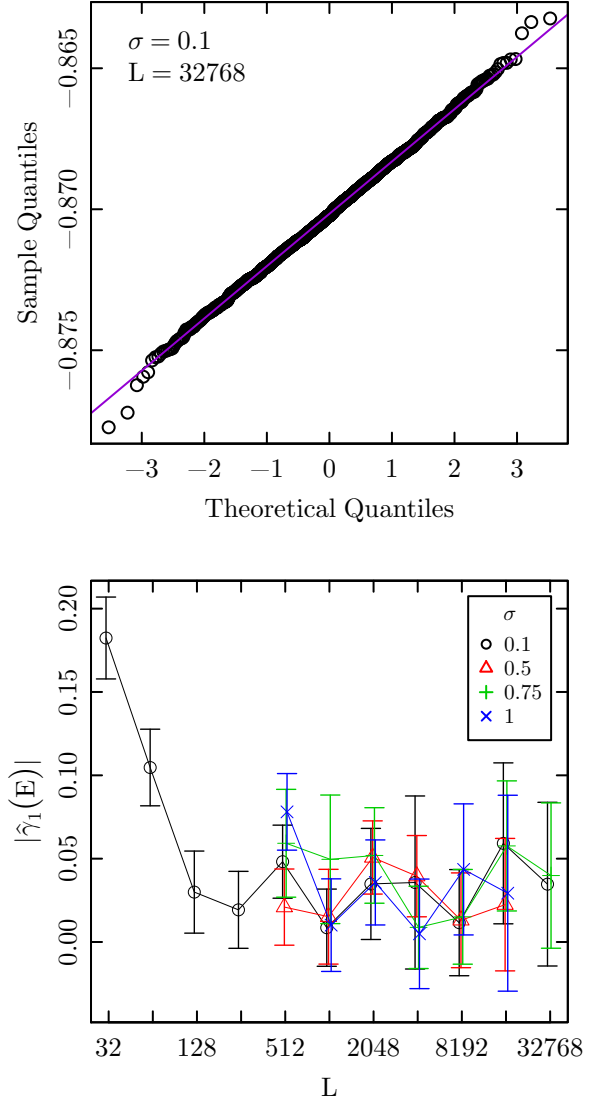 σ = 0.1
L = 32768
−0.865
−0.870
−0.875
Sample Quantiles
−3 −2 −1 0 1 2 3
Theoretical Quantiles
0.20
0.15
0.10
0.05
0.00
|γ̂₁(E)|
σ
0.1
0.5
0.75
1
32 128 512 2048 8192 32768
L